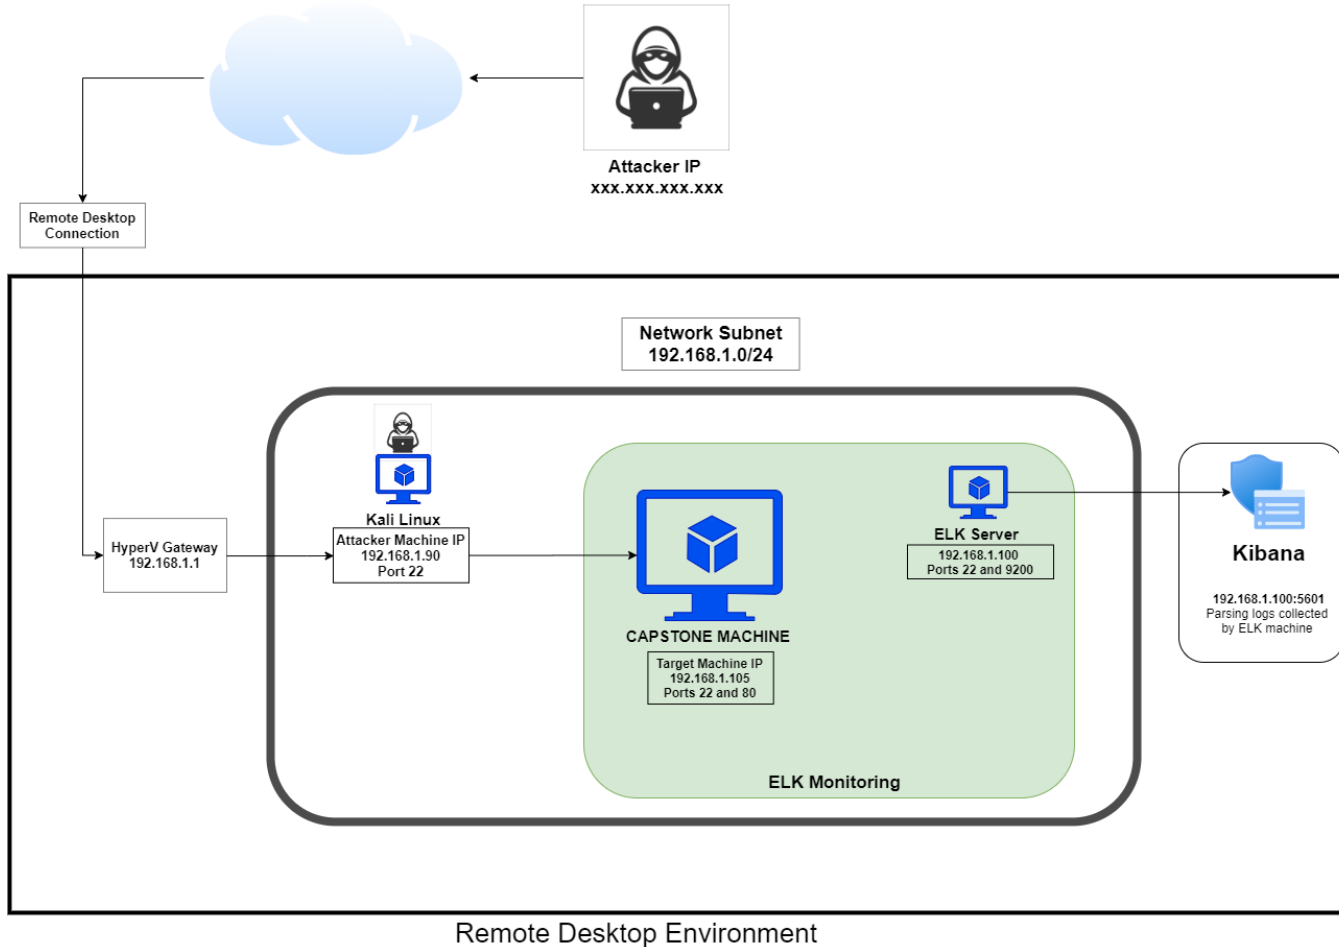 Attacker IP
xxx.xxx.xxx.xxx
Remote Desktop
Connection
Network Subnet
192.168.1.0/24
HyperV Gateway
192.168.1.1
Kali Linux
Attacker Machine IP
192.168.1.90
Port 22
CAPSTONE MACHINE
Target Machine IP
192.168.1.105
Ports 22 and 80
ELK Server
192.168.1.100
Ports 22 and 9200
ELK Monitoring
Kibana
192.168.1.100:5601
Parsing logs collected
by ELK machine
Remote Desktop Environment